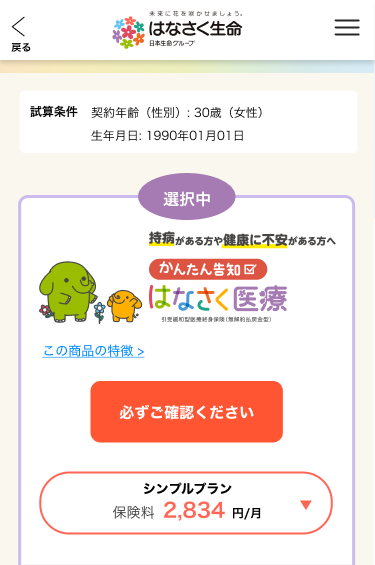 未来に花を咲かせましょう。
はなさく生命
日本生命グループ
戻る
試算条件 契約年齢（性別）: 30歳（女性）
生年月日: 1990年01月01日
選択中
持病がある方や健康に不安がある方へ
かんたん告知
はなさく医療
引受緩和型医療終身保険（無解約払戻金型）
この商品の特徴 >
必ずご確認ください
シンプルプラン
保険料 2,834 円/月